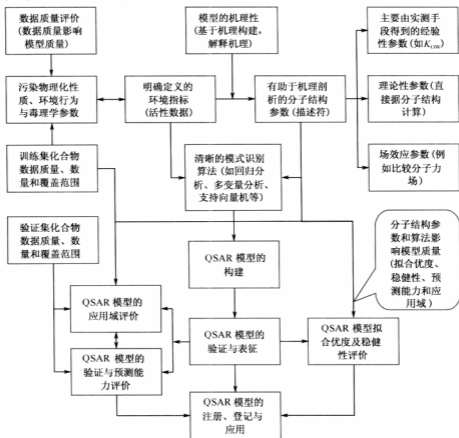 数据质量评价
(数据质量影响
模型质量)
模型的机理性
(基于机理构建，
解释机理)
主要由实测手
段得到的经验
性参数 (如Kow)
污染物理化性
质、环境行为
与毒理学参数
明确定义的
环境指标
(活性数据)
有助于机理剖
析的分子结构
参数 (描述符)
理论性参数(直
接据分子结构
计算)
训练集化合物
数据质量、数
量和覆盖范围
清晰的模式识别
算法 (如回归分
析、多变量分析、
支持向量机等)
场效应参数 (例
如比较分子力
场)
验证集化合物
数据质量、数
量和覆盖范围
QSAR 模型的
构建
分子结构参
数和算法影
响模型质量
(拟合优度、
稳健性、预
测能力和应
用域)
QSAR 模型的
应用域评价
QSAR 模型的
验证与表征
QSAR 模型拟
合优度及稳健
性评价
QSAR 模型的
验证与预测能
力评价
QSAR 模型的
注册、登记与
应用